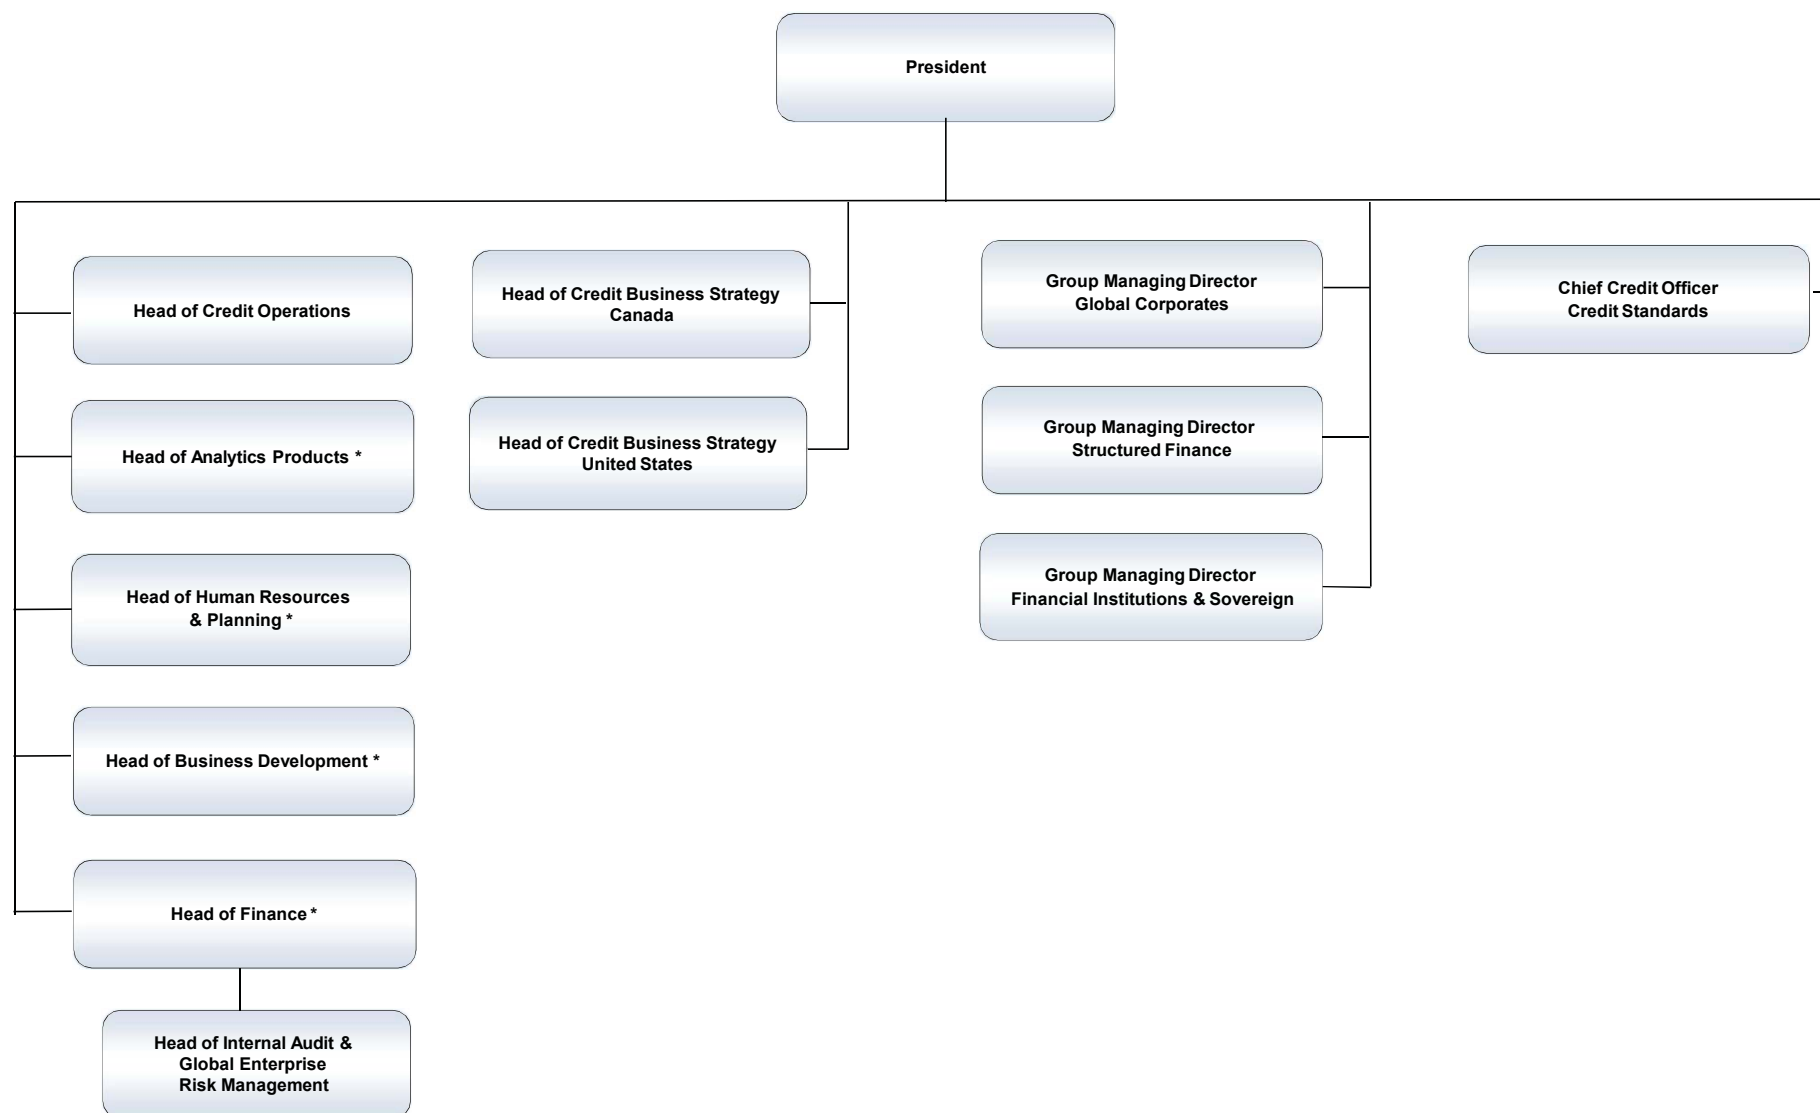 President
Head of Credit Operations
Head of Analytics Products *
Head of Human Resources
& Planning *
Head of Business Development *
Head of Finance *
Head of Internal Audit &
Global Enterprise
Risk Management
Head of Credit Business Strategy
Canada
Head of Credit Business Strategy
United States
Group Managing Director
Global Corporates
Group Managing Director
Structured Finance
Group Managing Director
Financial Institutions & Sovereign
Chief Credit Officer
Credit Standards